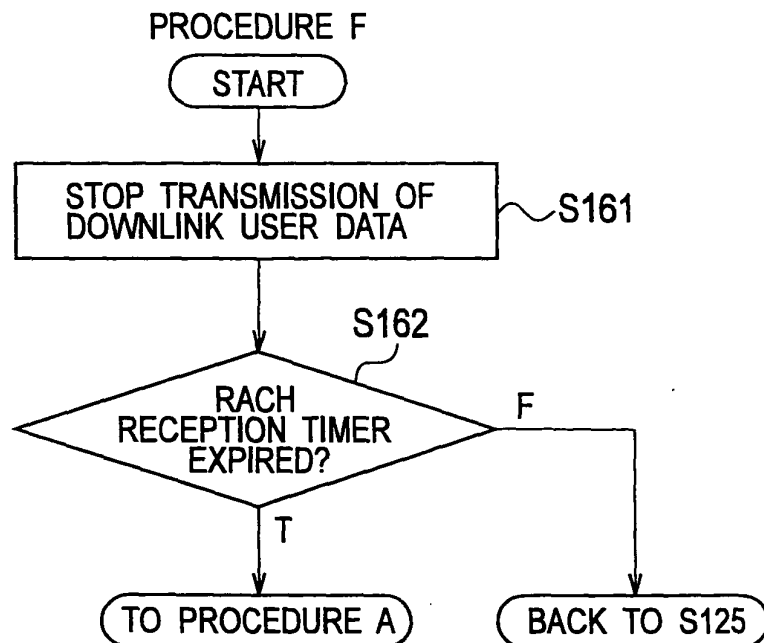 PROCEDURE F
START
STOP TRANSMISSION OF
DOWNLINK USER DATA
S161
S162
RACH
RECEPTION TIMER
EXPIRED?
F
T
TO PROCEDURE A
BACK TO S125